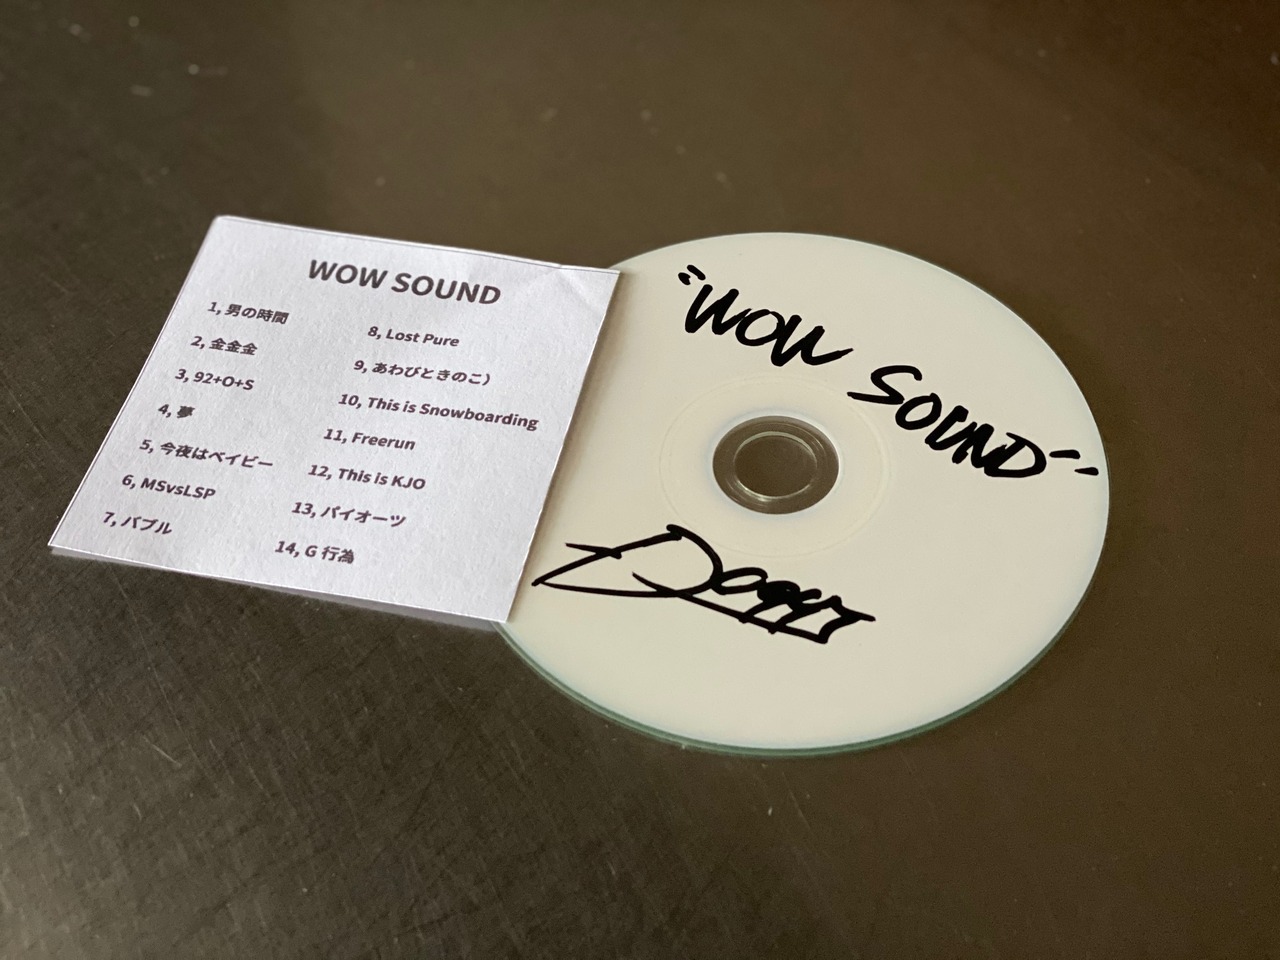 WOW SOUND
1, 男の時間
2, 金金金
3, 92+O+S
4, 夢
5, 今夜はベイビー
6, MSvsLSP
7, バブル
8, Lost Pure
9, あわびときのこ）
10, This is Snowboarding
11, Freerun
12, This is KJO
13, バイオーツ
14, G 行為
"WOW SOUND"